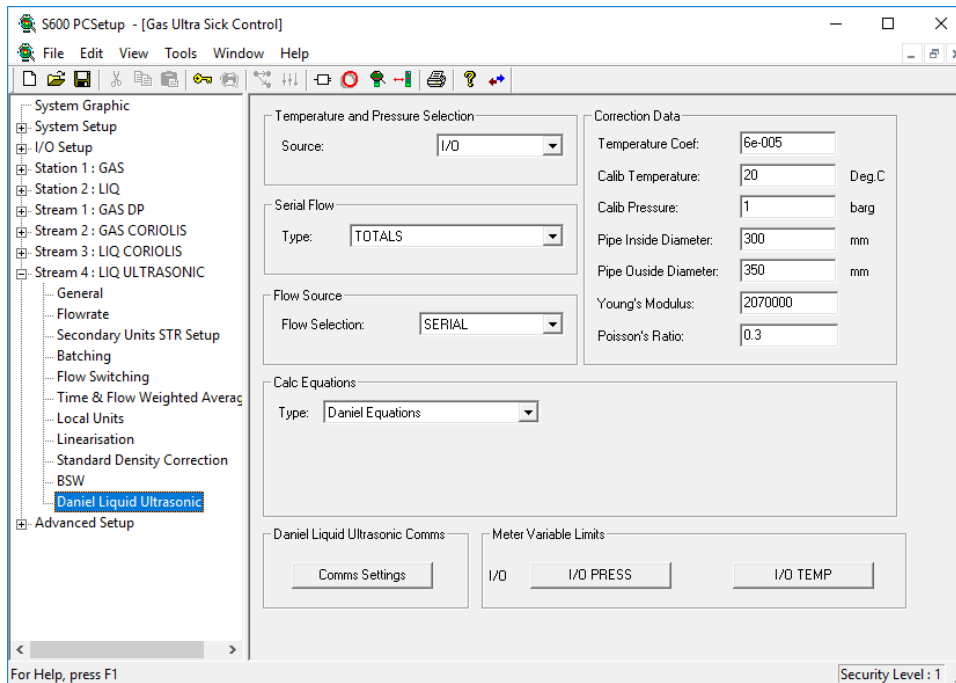 S600 PCSetup - [Gas Ultra Sick Control]
File Edit View Tools Window Help
System Graphic
System Setup
I/O Setup
Station 1 : GAS
Station 2 : LIQ
Stream 1 : GAS DP
Stream 2 : GAS CORIOLIS
Stream 3 : LIQ CORIOLIS
Stream 4 : LIQ ULTRASONIC
General
Flowrate
Secondary Units STR Setup
Batching
Flow Switching
Time & Flow Weighted Averag
Local Units
Linearisation
Standard Density Correction
BSW
Daniel Liquid Ultrasonic
Advanced Setup
Temperature and Pressure Selection
Source: I/O
Serial Flow
Type: TOTALS
Flow Source
Flow Selection: SERIAL
Correction Data
Temperature Coef: 6e-005
Calib Temperature: 20 Deg.C
Calib Pressure: 1 barg
Pipe Inside Diameter: 300 mm
Pipe Ouside Diameter: 350 mm
Young's Modulus: 2070000
Poisson's Ratio: 0.3
Calc Equations
Type: Daniel Equations
Daniel Liquid Ultrasonic Comms
Comms Settings
Meter Variable Limits
I/O I/O PRESS I/O TEMP
For Help, press F1 Security Level : 1